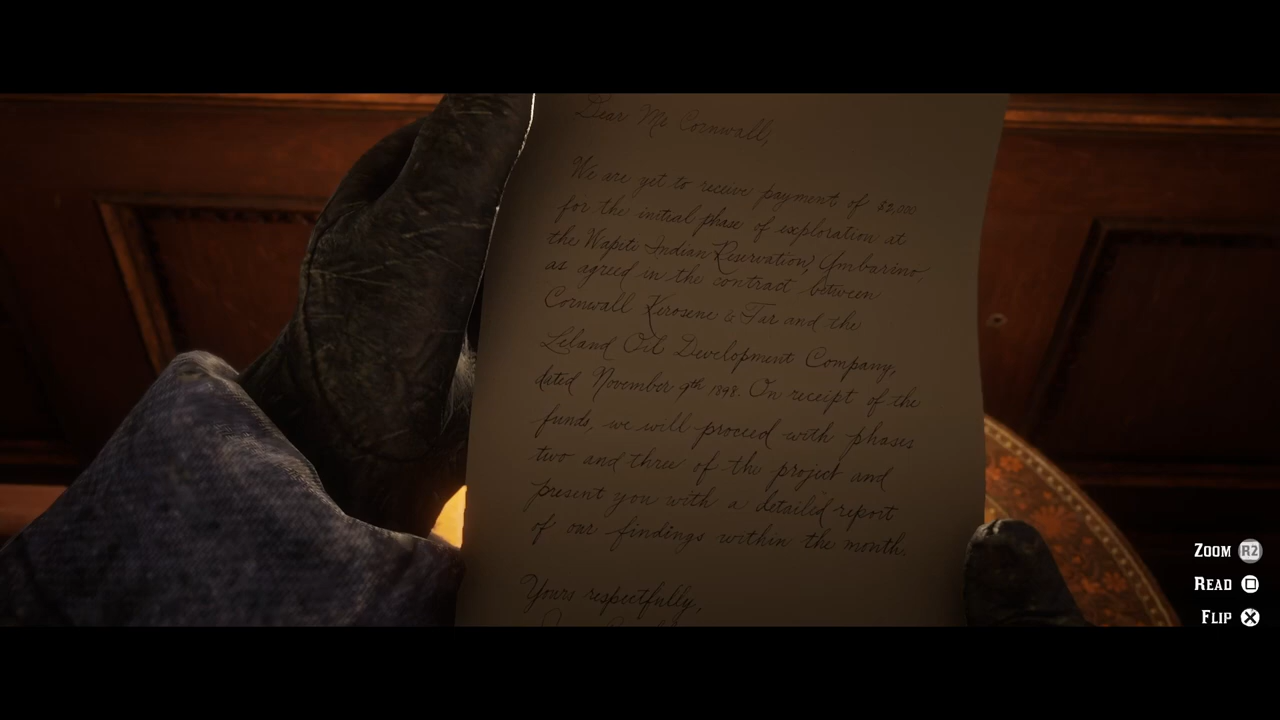 Dear Mr Cornwall,
We are yet to receive payment of
for the initial phase of exploration at
the Wapiti Indian Reservation, Ambarino,
as agreed in the contract between
Cornwall Kerosene & Tar and the
Leland Oil Development Company,
dated November 9th 1898. On receipt of the
funds, we will proceed with phases
two and three of the project and
present you with a detailed report
of our findings within the month.
Yours respectfully,
ZOOM R2
READ
FLIP